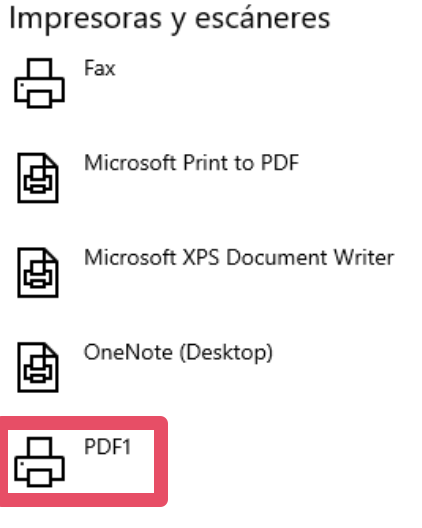 Impresoras y escáneres
Fax
Microsoft Print to PDF
Microsoft XPS Document Writer
OneNote (Desktop)
PDF1